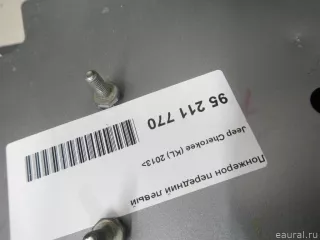 Лонжерон передний левый
Jeep Cherokee (KL) 2013>
95 211 770
eaural.ru